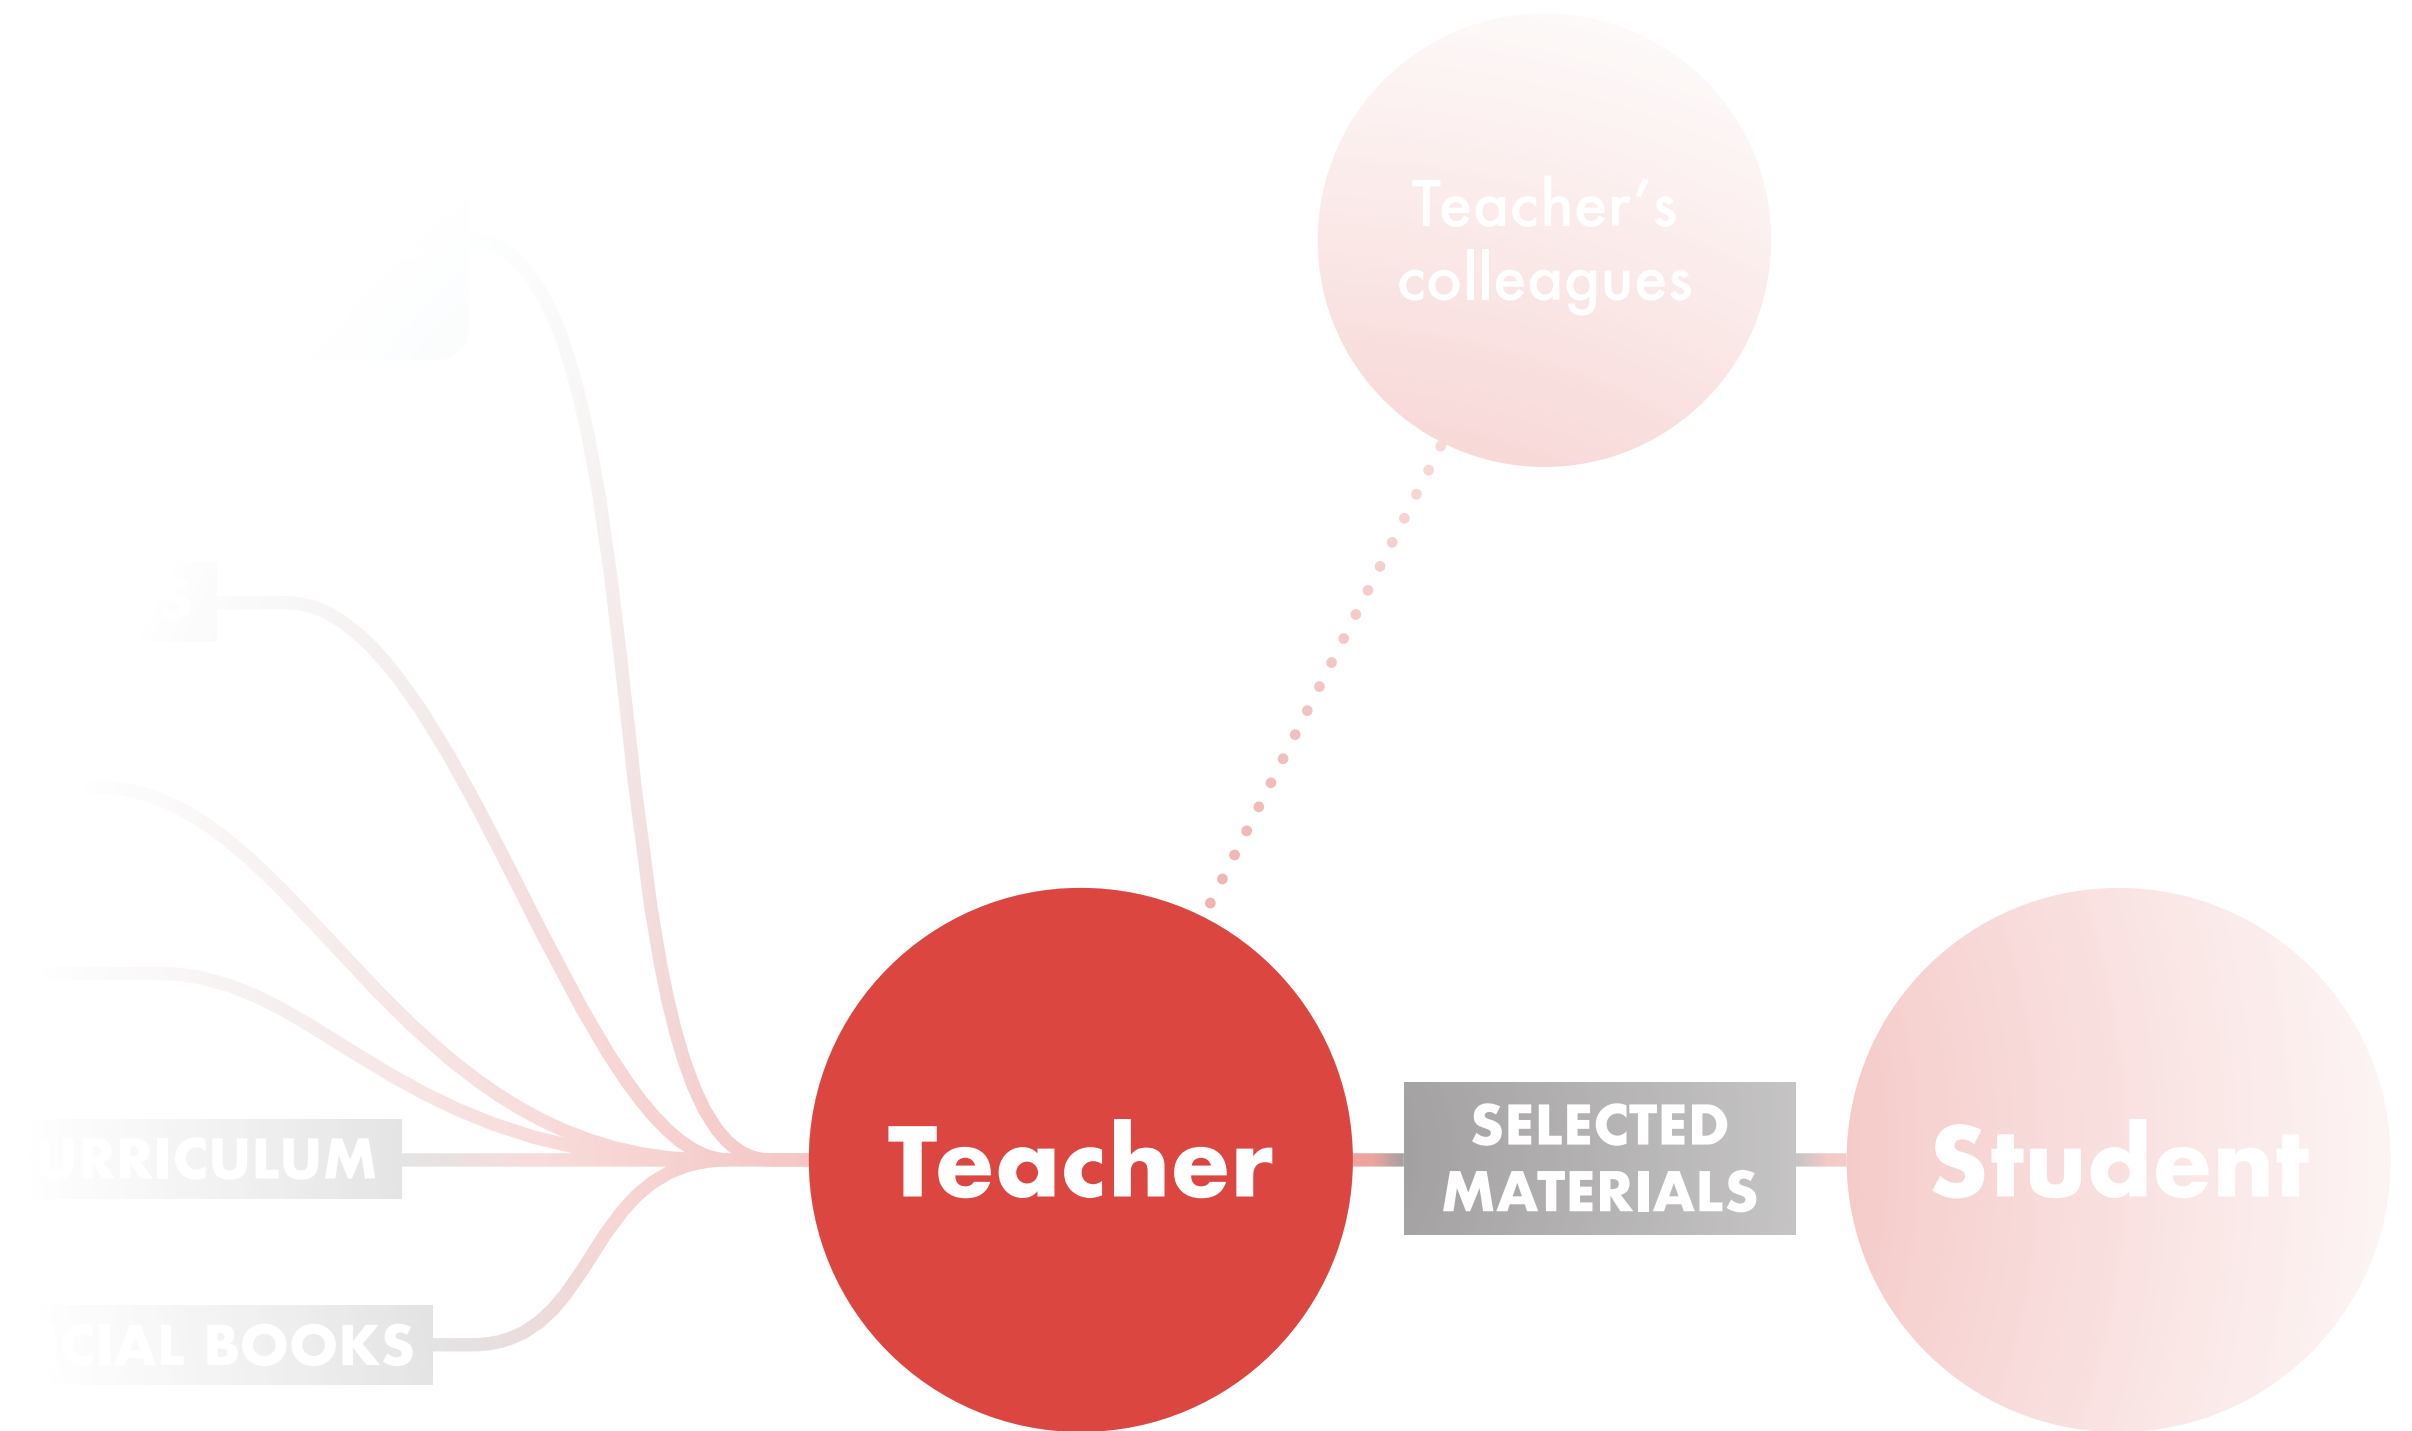 Teacher’s
colleagues
S
URRICULUM
CIAL BOOKS
Teacher
SELECTED
MATERIALS
Student